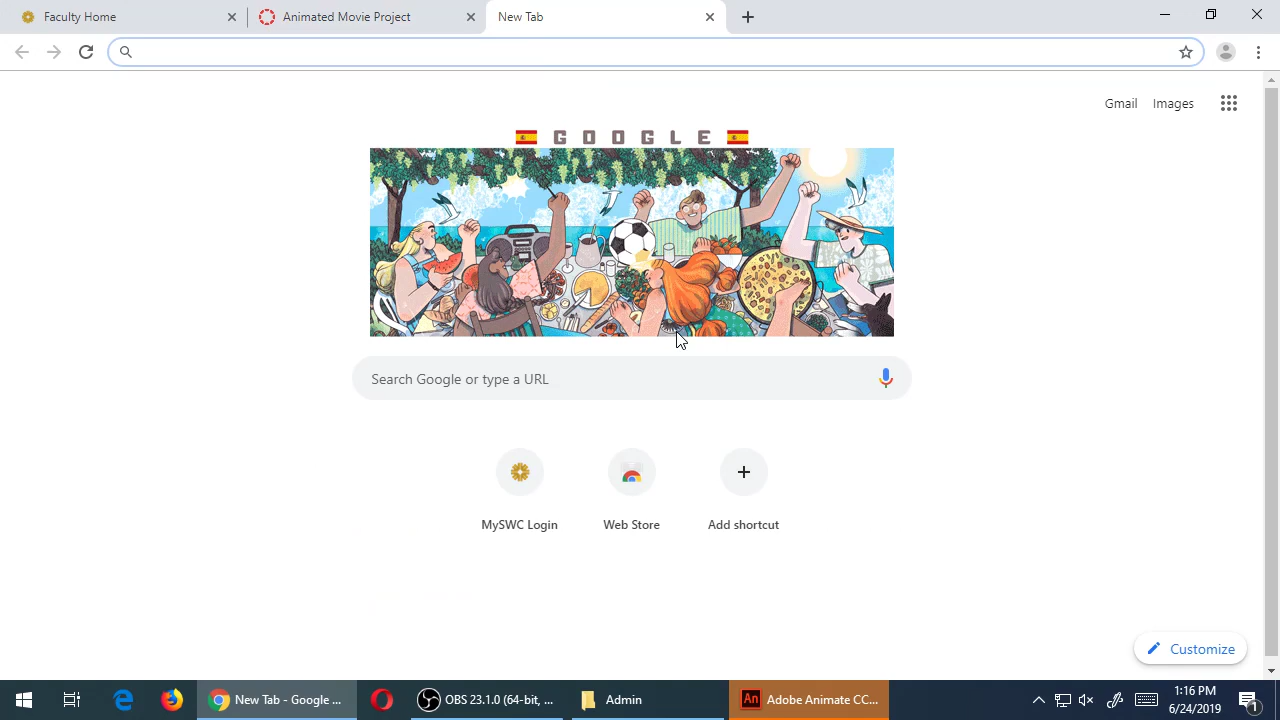 Faculty Home
Animated Movie Project
New Tab
Gmail
Images
GOOGLE
Search Google or type a URL
MySWC Login
Web Store
Add shortcut
Customize
New Tab - Google ...
OBS 23.1.0 (64-bit, ...
Admin
An
Adobe Animate CC...
1:16 PM
6/24/2019
1